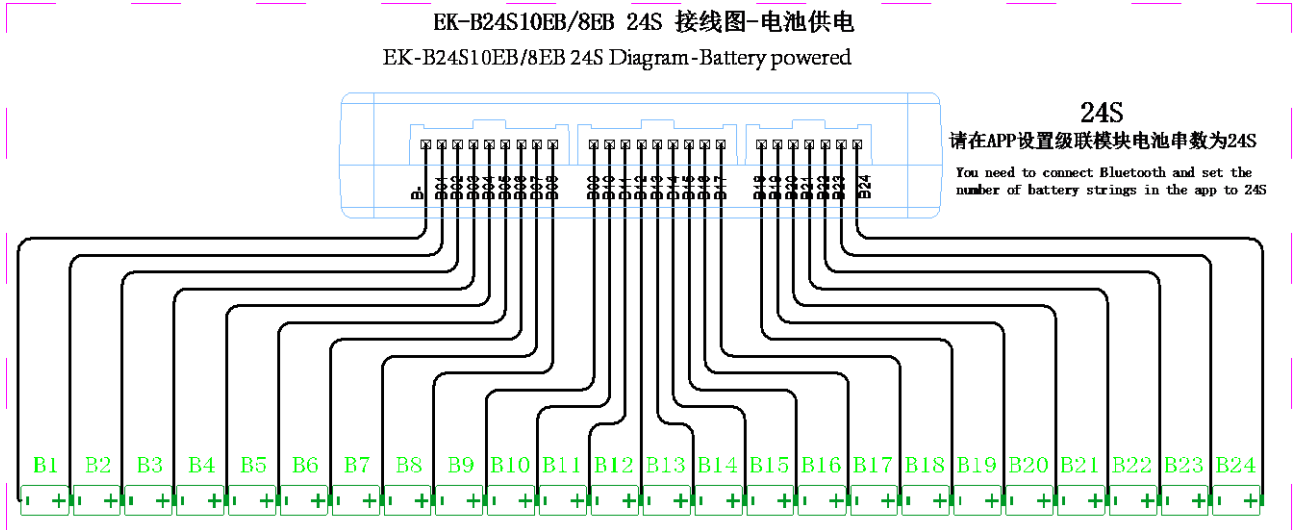 EK-B24S10EB/8EB 24S 接线图-电池供电
EK-B24S10EB/8EB 24S Diagram-Battery powered
24S
请在APP设置级联模块电池串数为24S
You need to connect Bluetooth and set the
number of battery strings in the app to 24S
B- B01 B02 B03 B04 B05 B06 B07 B08 B09 B10 B11 B12 B13 B14 B15 B16 B17 B18 B19 B20 B21 B22 B23 B24
B1 B2 B3 B4 B5 B6 B7 B8 B9 B10 B11 B12 B13 B14 B15 B16 B17 B18 B19 B20 B21 B22 B23 B24